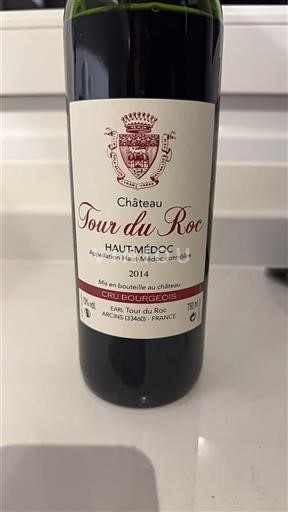 Château
Tour du Roc
HAUT-MÉDOC
Appellation Haut-Médoc contrôlée
2014
Mis en bouteille au château
CRU BOURGEOIS
EARL Tour du Roc
750 ml
ARCINS (33460) - FRANCE